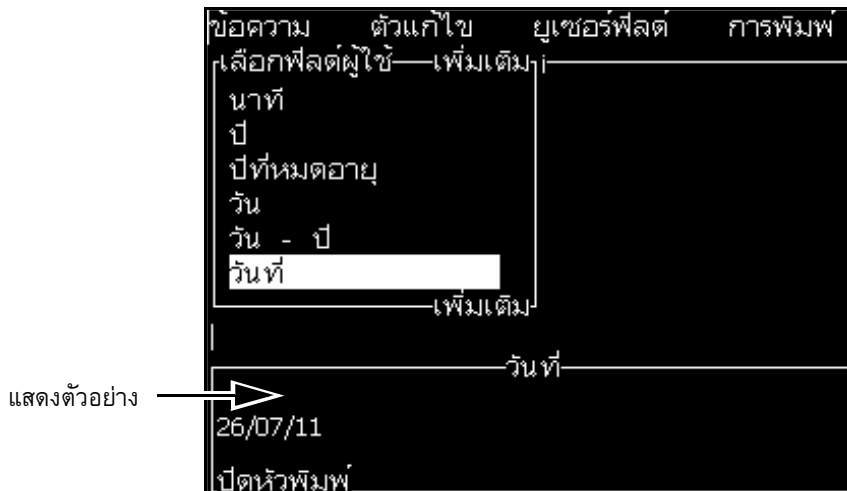 ข้อความ ตัวแก้ไข ยูเซอร์ฟิลด์ การพิมพ์
เลือกฟิลด์ผู้ใช้ เพิ่มเติม
นาที
ปี
ปีที่หมดอายุ
วัน
วัน - ปี
วันที่
เพิ่มเติม
วันที่
แสดงตัวอย่าง
26/07/11
ปิดหัวพิมพ์